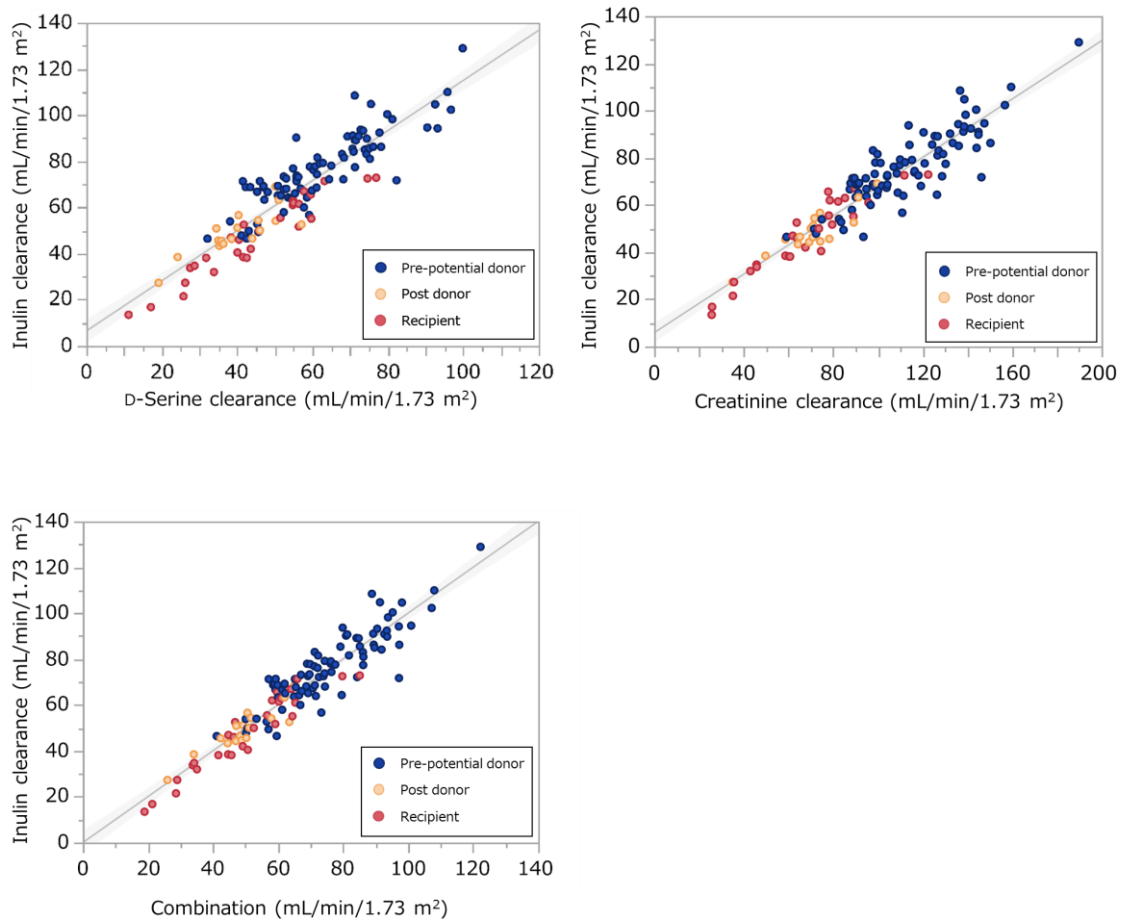 Inulin clearance (mL/min/1.73 m²)
140
120
100
80
60
40
20
0
Pre-potential donor
Post donor
Recipient
0 20 40 60 80 100 120
D-Serine clearance (mL/min/1.73 m²)
Inulin clearance (mL/min/1.73 m²)
140
120
100
80
60
40
20
0
Pre-potential donor
Post donor
Recipient
0 40 80 120 160 200
Creatinine clearance (mL/min/1.73 m²)
Inulin clearance (mL/min/1.73 m²)
140
120
100
80
60
40
20
0
Pre-potential donor
Post donor
Recipient
0 20 40 60 80 100 120 140
Combination (mL/min/1.73 m²)